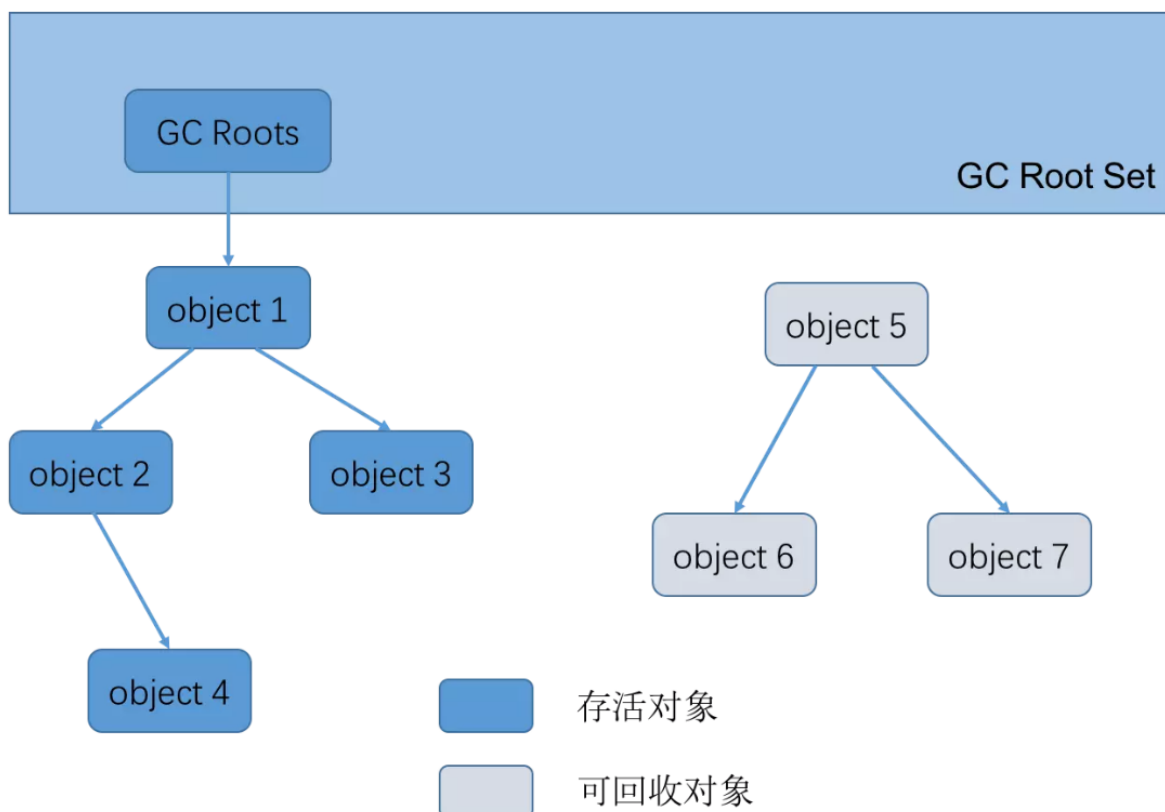 GC Roots
GC Root Set
object 1
object 5
object 2
object 3
object 6
object 7
object 4
存活对象
可回收对象